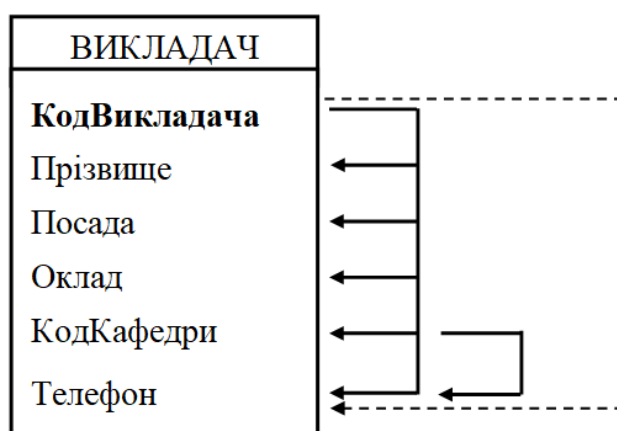 ВИКЛАДАЧ
КодВикладача
Прізвище
Посада
Оклад
КодКафедри
Телефон